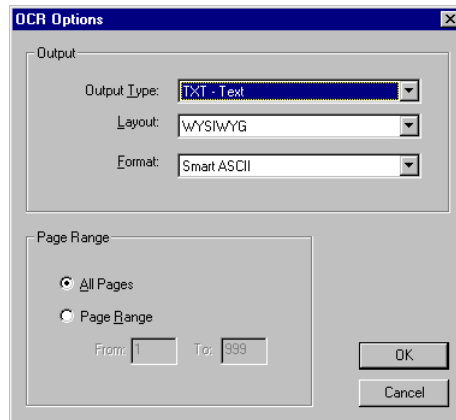 OCR Options
Output
Output Type: TXT - Text
Layout: WYSIWYG
Format: Smart ASCII
Page Range
All Pages
Page Range
From: 1 To: 999
OK
Cancel